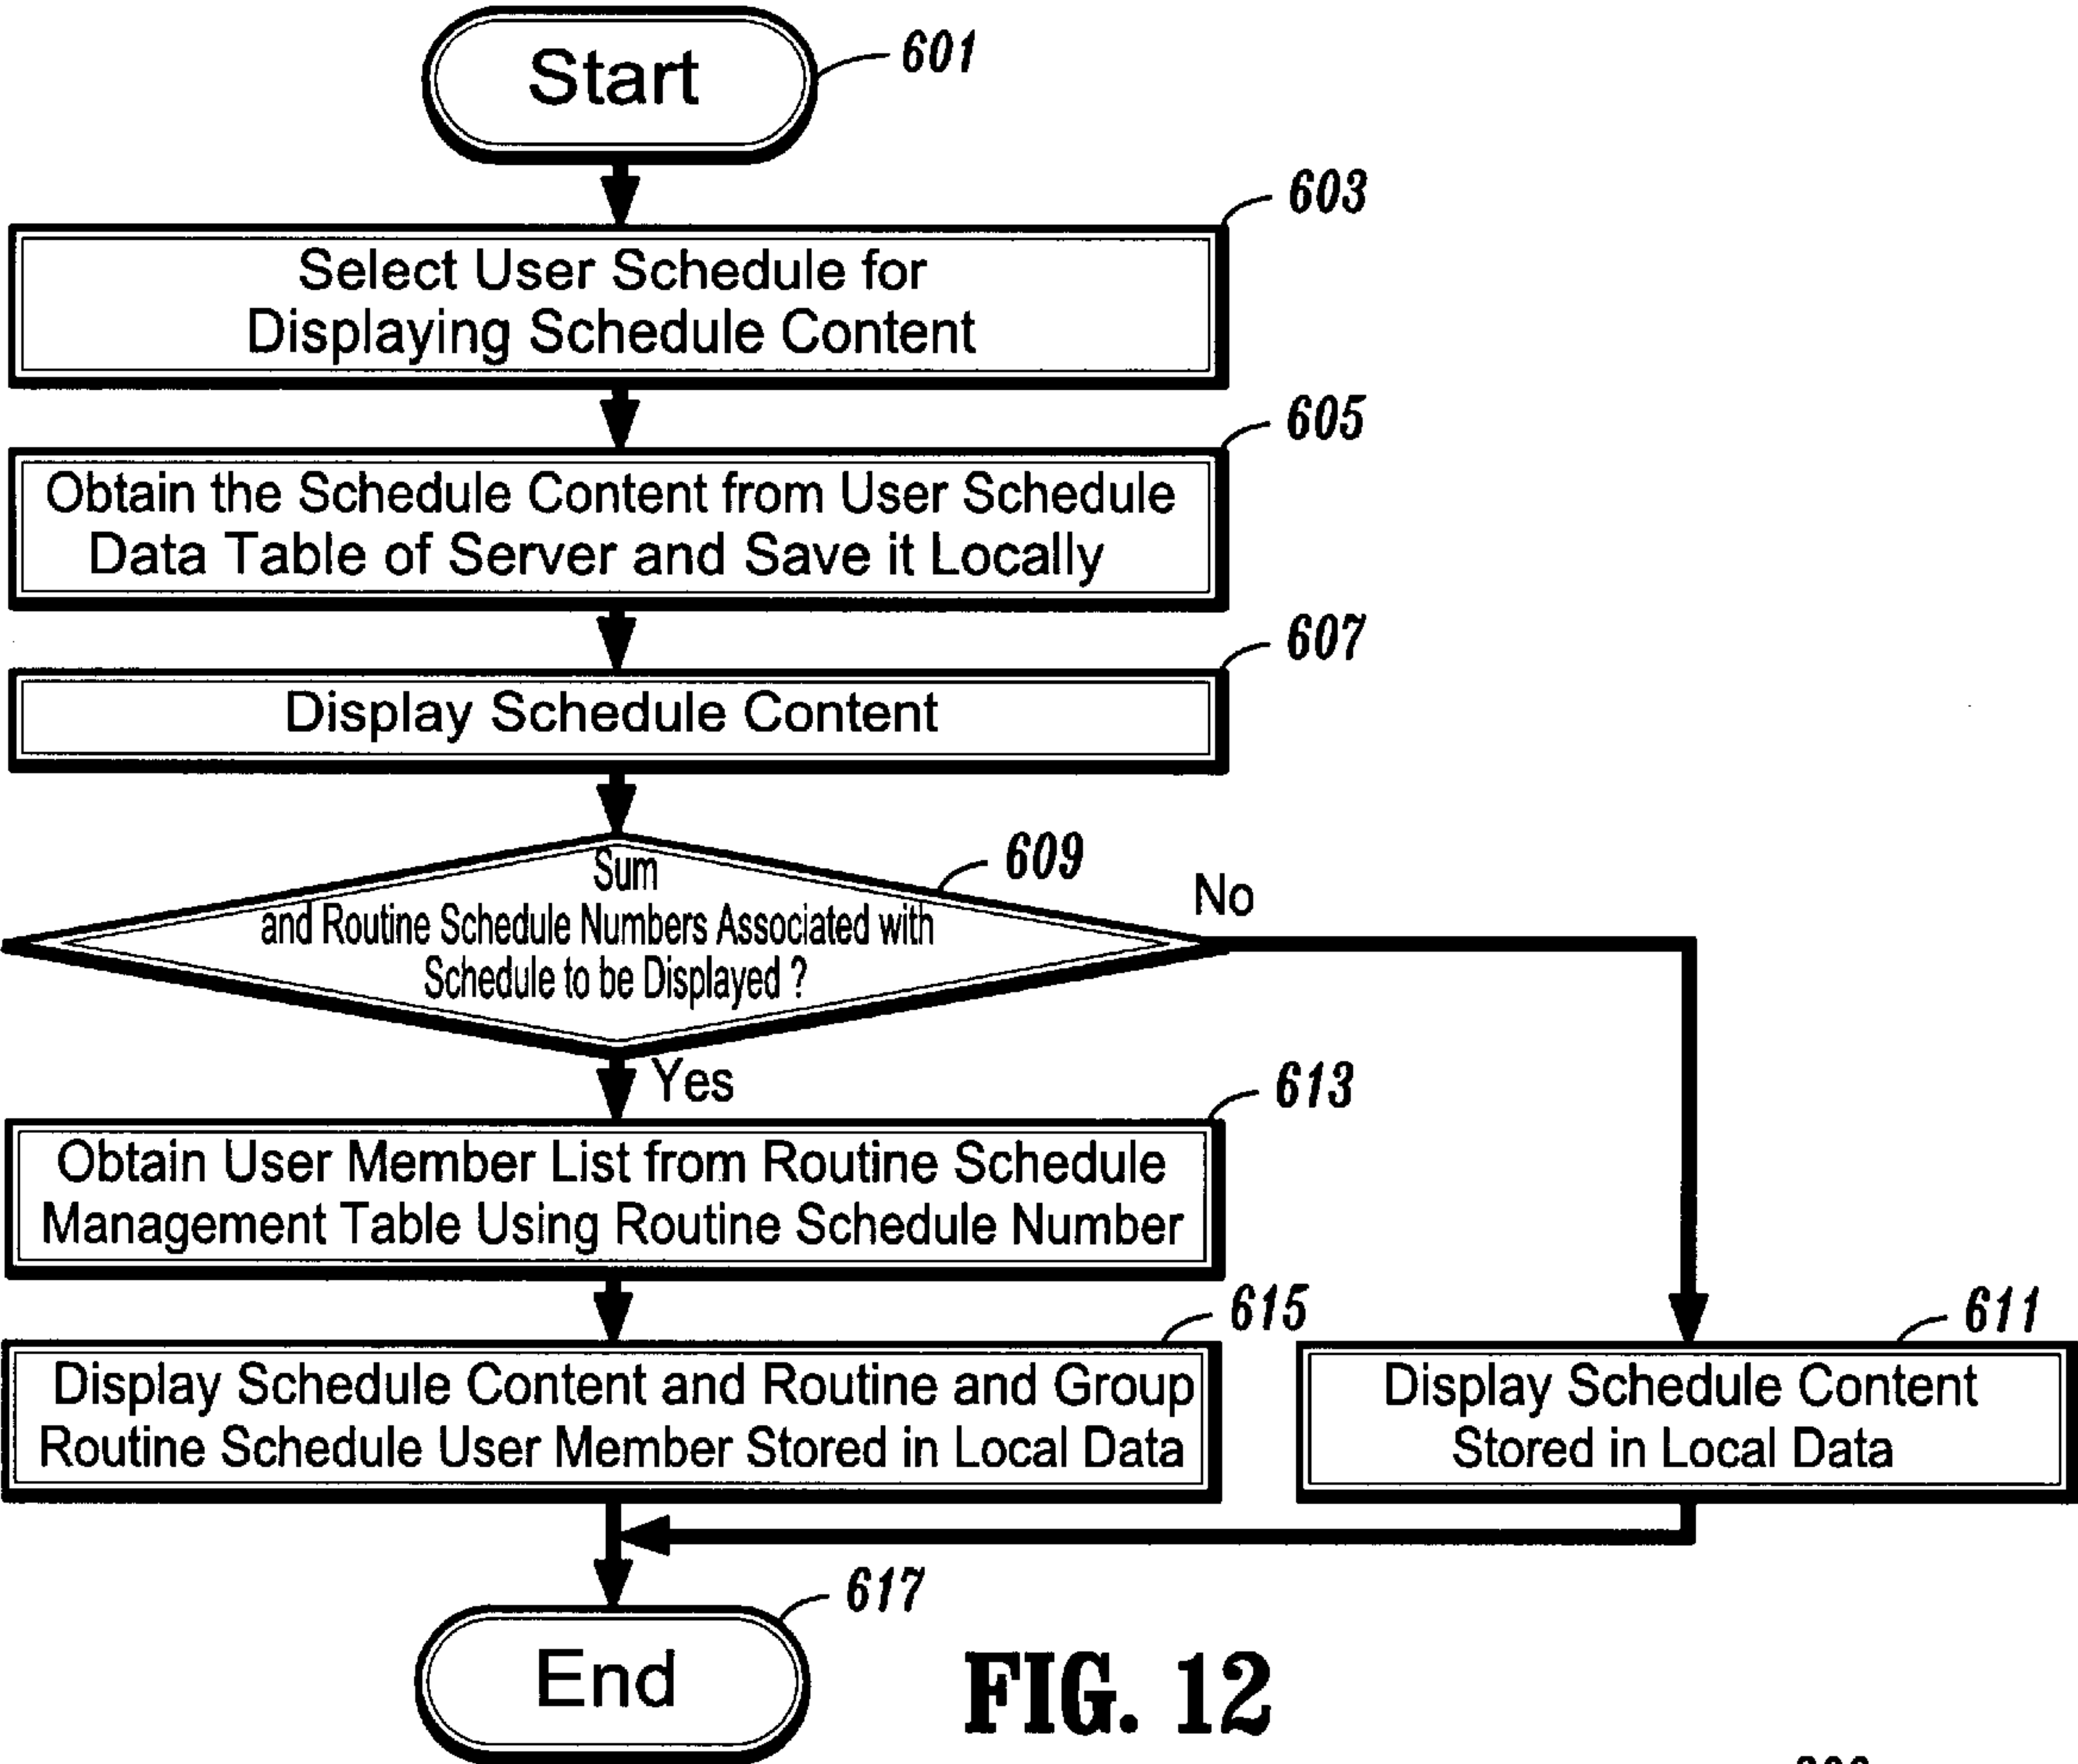 Start
601
603
Select User Schedule for
Displaying Schedule Content
605
Obtain the Schedule Content from User Schedule
Data Table of Server and Save it Locally
607
Display Schedule Content
609
Sum
and Routine Schedule Numbers Associated with
Schedule to be Displayed ?
No
Yes
613
Obtain User Member List from Routine Schedule
Management Table Using Routine Schedule Number
615
Display Schedule Content and Routine and Group
Routine Schedule User Member Stored in Local Data
611
Display Schedule Content
Stored in Local Data
617
End
FIG. 12